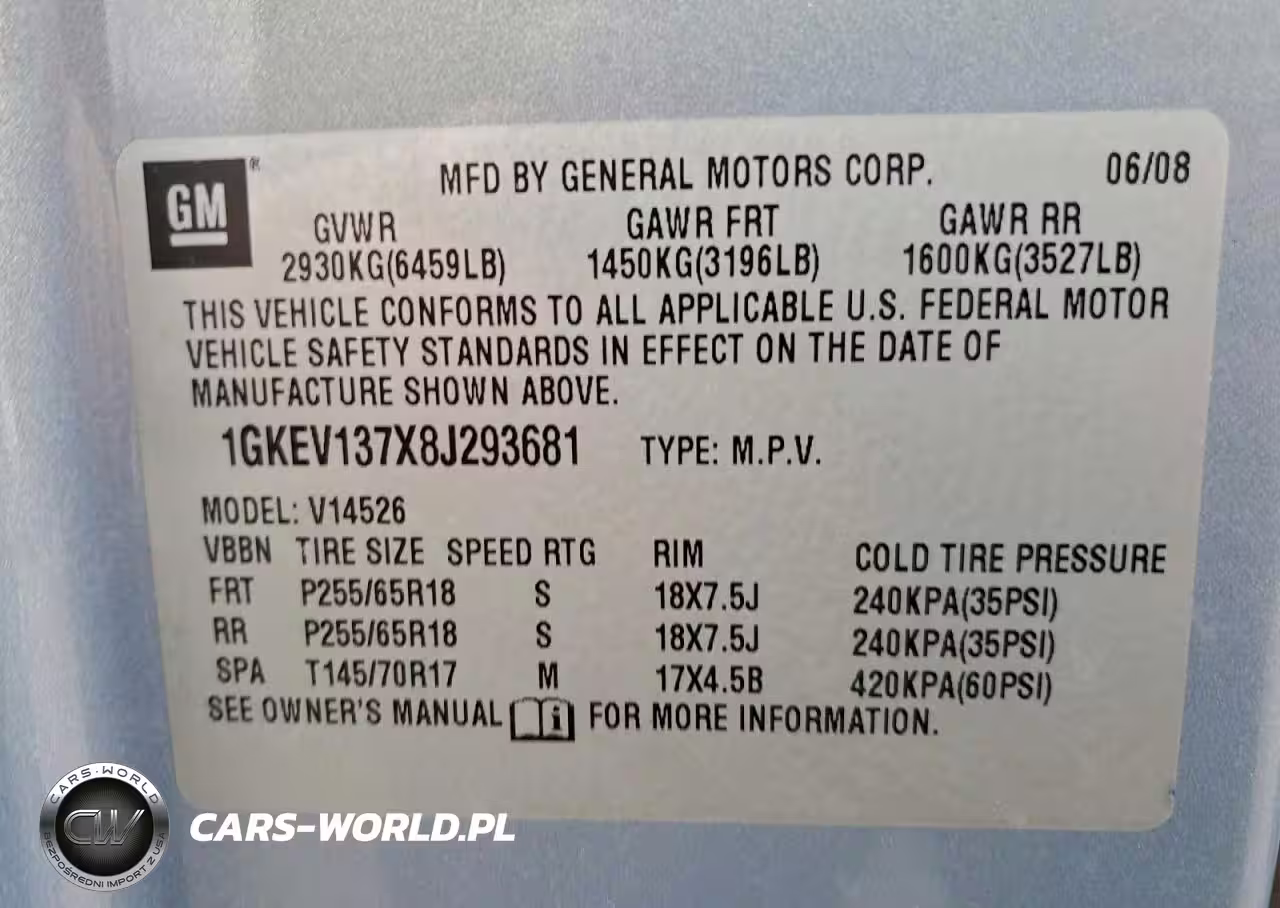 GM ® MFD BY GENERAL MOTORS CORP. 06/08
GVWR GAWR FRT GAWR RR
2930KG(6459LB) 1450KG(3196LB) 1600KG(3527LB)
THIS VEHICLE CONFORMS TO ALL APPLICABLE U.S. FEDERAL MOTOR
VEHICLE SAFETY STANDARDS IN EFFECT ON THE DATE OF
MANUFACTURE SHOWN ABOVE.
1GKEV137X8J293681 TYPE: M.P.V.
MODEL: V14526
VBBN TIRE SIZE SPEED RTG RIM COLD TIRE PRESSURE
FRT P255/65R18 S 18X7.5J 240KPA(35PSI)
RR P255/65R18 S 18X7.5J 240KPA(35PSI)
SPA T145/70R17 M 17X4.5B 420KPA(60PSI)
SEE OWNER'S MANUAL i FOR MORE INFORMATION.
CARS-WORLD
CW
BEZPOŚREDNI IMPORT Z USA
CARS-WORLD.PL